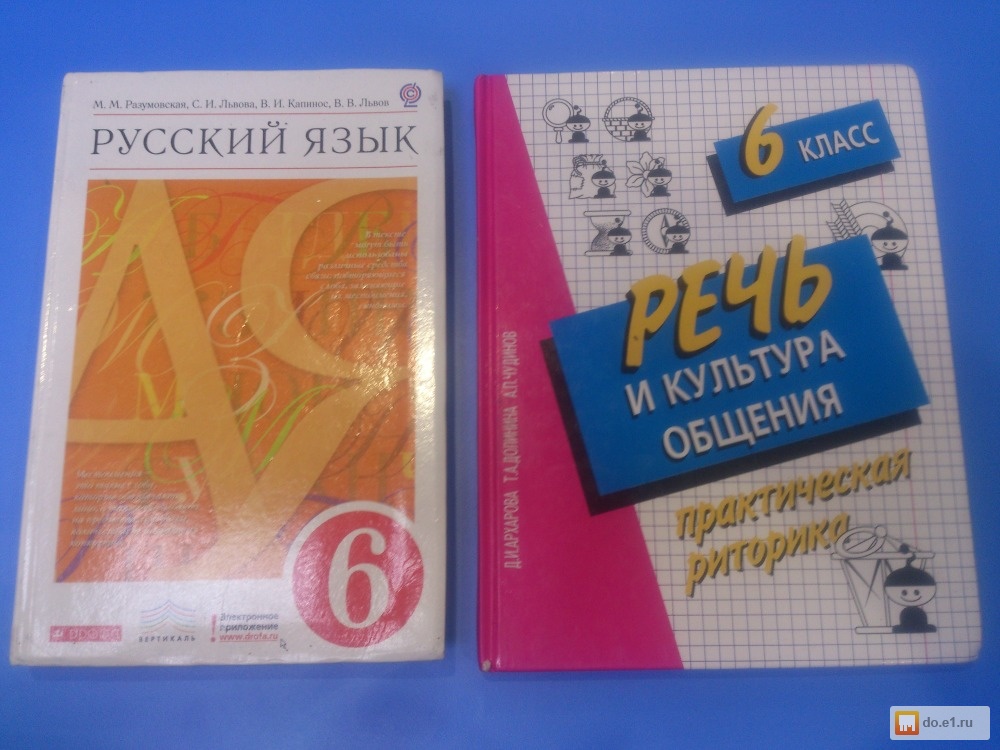 М. М. Разумовская, С. И. Львова, В. И. Капинос, В. В. Львов
РУССКИЙ ЯЗЫК
6
дрофа
ВЕРТИКАЛЬ
Электронное
приложение
www.drofa.ru
6 КЛАСС
РЕЧЬ
И КУЛЬТУРА
ОБЩЕНИЯ
практическая
риторика
Д.И.АРХАРОВА Т.А.ДОЛИНИНА А.П.ЧУДИНОВ
do.e1.ru